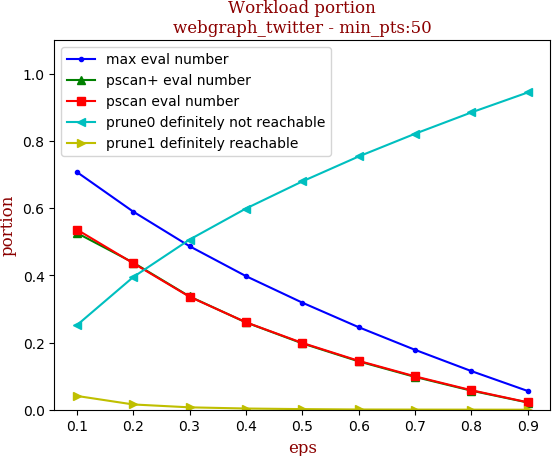 Workload portion
webgraph_twitter - min_pts:50
max eval number
pscan+ eval number
pscan eval number
prune0 definitely not reachable
prune1 definitely reachable
portion
1.0
0.8
0.6
0.4
0.2
0.0
0.1 0.2 0.3 0.4 0.5 0.6 0.7 0.8 0.9
eps